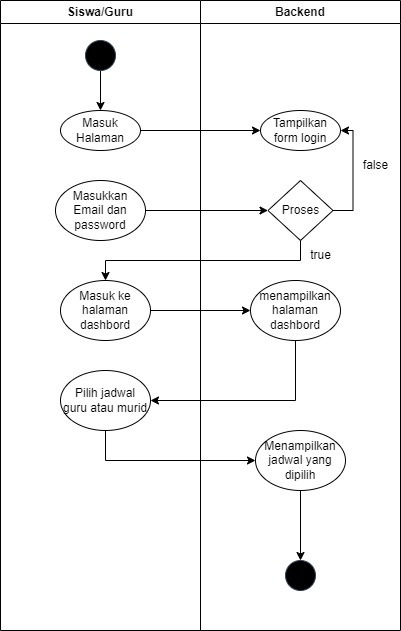 Siswa/Guru
Backend
Masuk
Halaman
Tampilkan
form login
false
Masukkan
Email dan
password
Proses
true
Masuk ke
halaman
dashbord
menampilkan
halaman
dashbord
Pilih jadwal
guru atau murid
Menampilkan
jadwal yang
dipilih